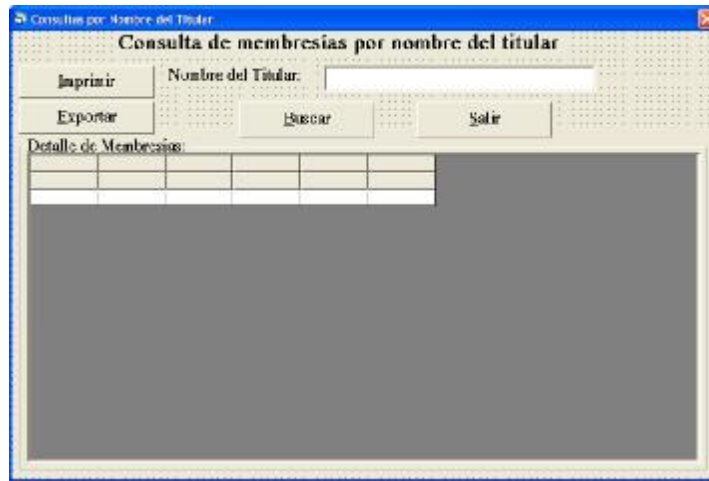 Consultas por Nombre del Titular
Consulta de membresías por nombre del titular
Imprimir
Nombre del Titular:
Exportar
Buscar
Salir
Detalle de Membresías: